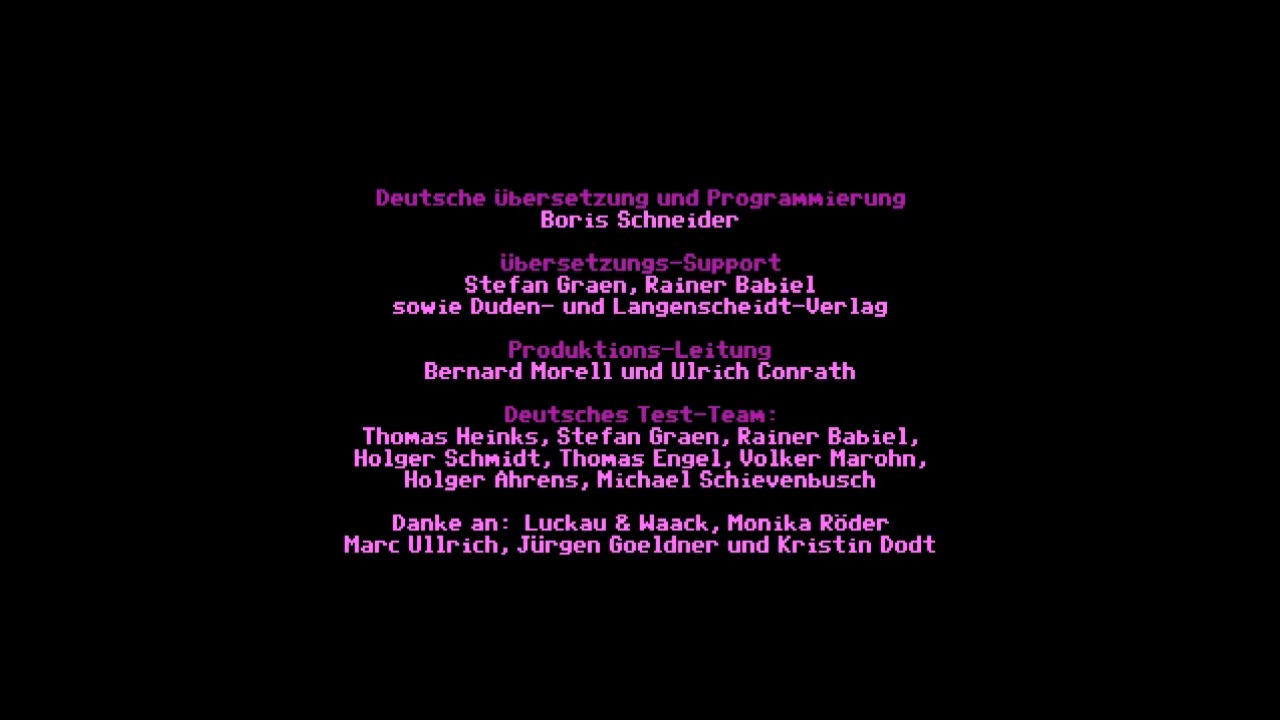 Deutsche Übersetzung und Programmierung
Boris Schneider
Übersetzungs-Support
Stefan Graen, Rainer Babiel
sowie Duden- und Langenscheidt-Verlag
Produktions-Leitung
Bernard Morell und Ulrich Conrath
Deutsches Test-Team:
Thomas Heinks, Stefan Graen, Rainer Babiel,
Holger Schmidt, Thomas Engel, Volker Marohn,
Holger Ahrens, Michael Schievenbusch
Danke an: Luckau & Waack, Monika Röder
Marc Ullrich, Jürgen Goeldner und Kristin Dodt